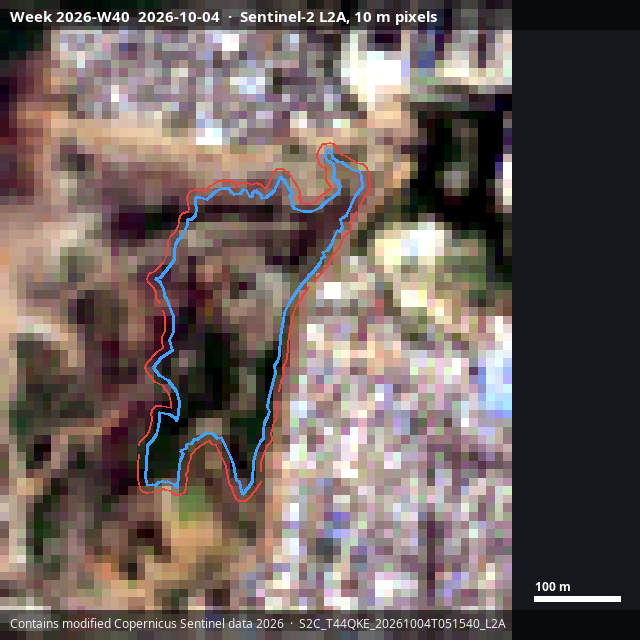 Week 2026-W40  2026-10-04  ·  Sentinel-2 L2A, 10 m pixels
100 m
Contains modified Copernicus Sentinel data 2026  ·  S2C_T44QKE_20261004T051540_L2A